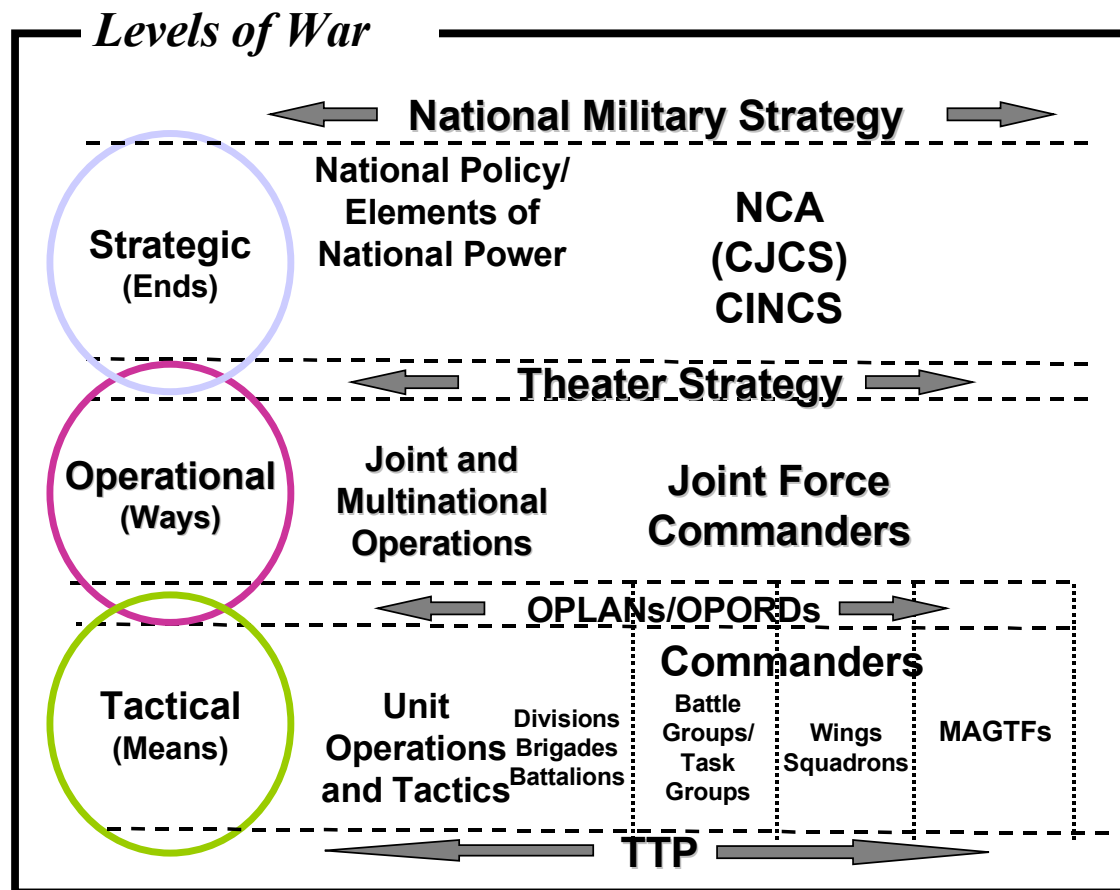 Levels of War
National Military Strategy
Strategic
(Ends)
National Policy/
Elements of
National Power
NCA
(CJCS)
CINCS
Theater Strategy
Operational
(Ways)
Joint and
Multinational
Operations
Joint Force
Commanders
OPLANs/OPORDs
Tactical
(Means)
Unit
Operations
and Tactics
Commanders
Divisions
Brigades
Battalions
Battle
Groups/
Task
Groups
Wings
Squadrons
MAGTFs
TTP